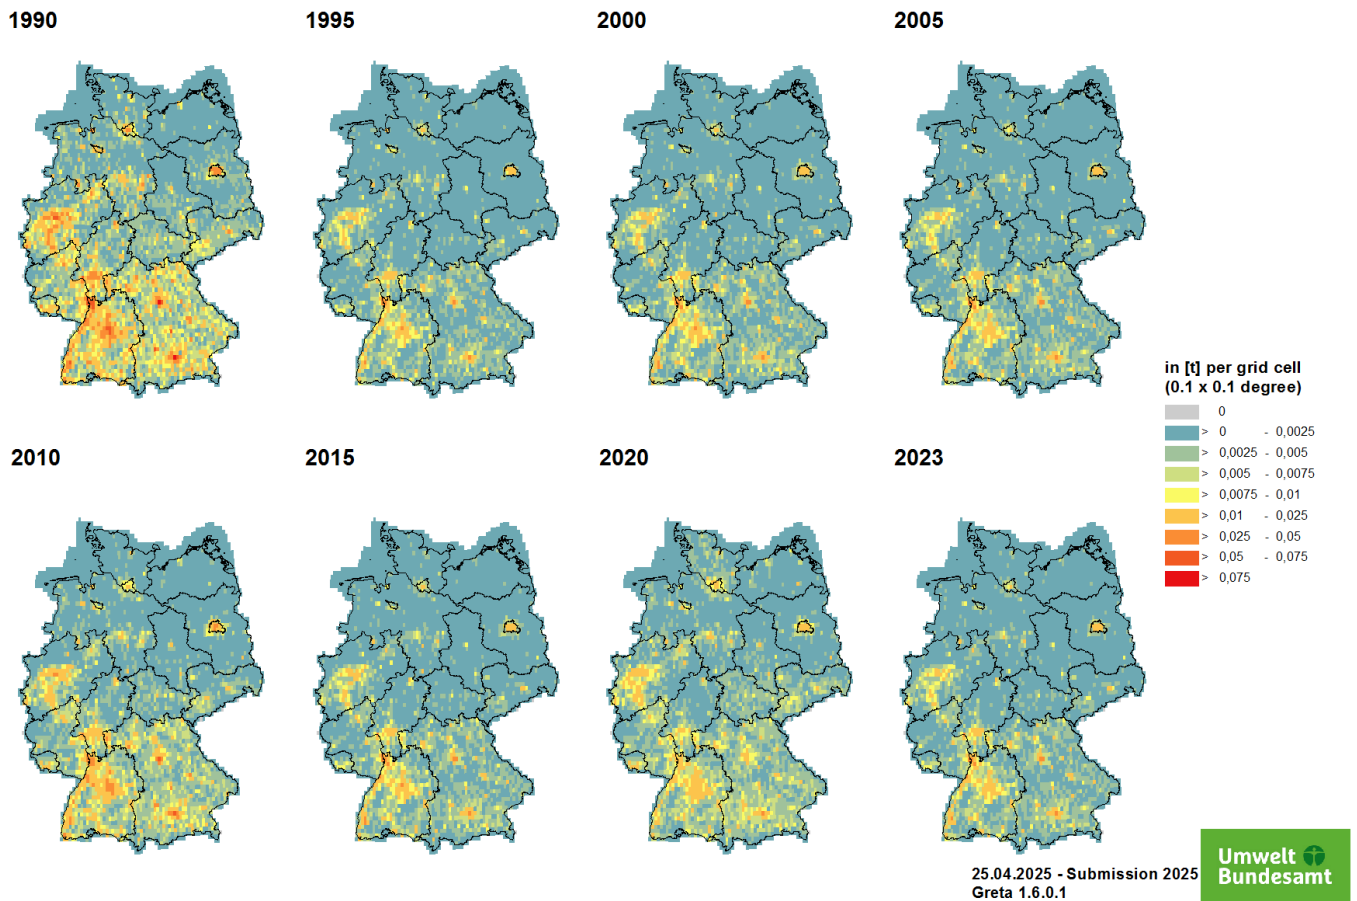 1990
1995
2000
2005
2010
2015
2020
2023
in [t] per grid cell
(0.1 x 0.1 degree)
0
> 0 - 0,0025
> 0,0025 - 0,005
> 0,005 - 0,0075
> 0,0075 - 0,01
> 0,01 - 0,025
> 0,025 - 0,05
> 0,05 - 0,075
> 0,075
25.04.2025 - Submission 2025
Greta 1.6.0.1
Umwelt
Bundesamt